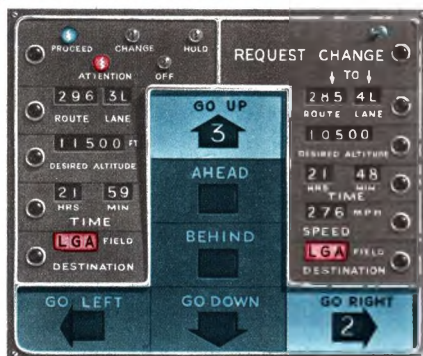 PROCEED CHANGE HOLD
ATTENTION OFF
296 3L
ROUTE LANE
11500 FT
DESIRED ALTITUDE
21 59
HRS MIN
TIME
LGA FIELD
DESTINATION
GO UP
3
AHEAD
BEHIND
GO LEFT
GO DOWN
GO RIGHT
2
REQUEST CHANGE
TO
285 4L
ROUTE LANE
10500
DESIRED ALTITUDE
21 48
HRS MIN
TIME
276 MPH
SPEED
LGA FIELD
DESTINATION